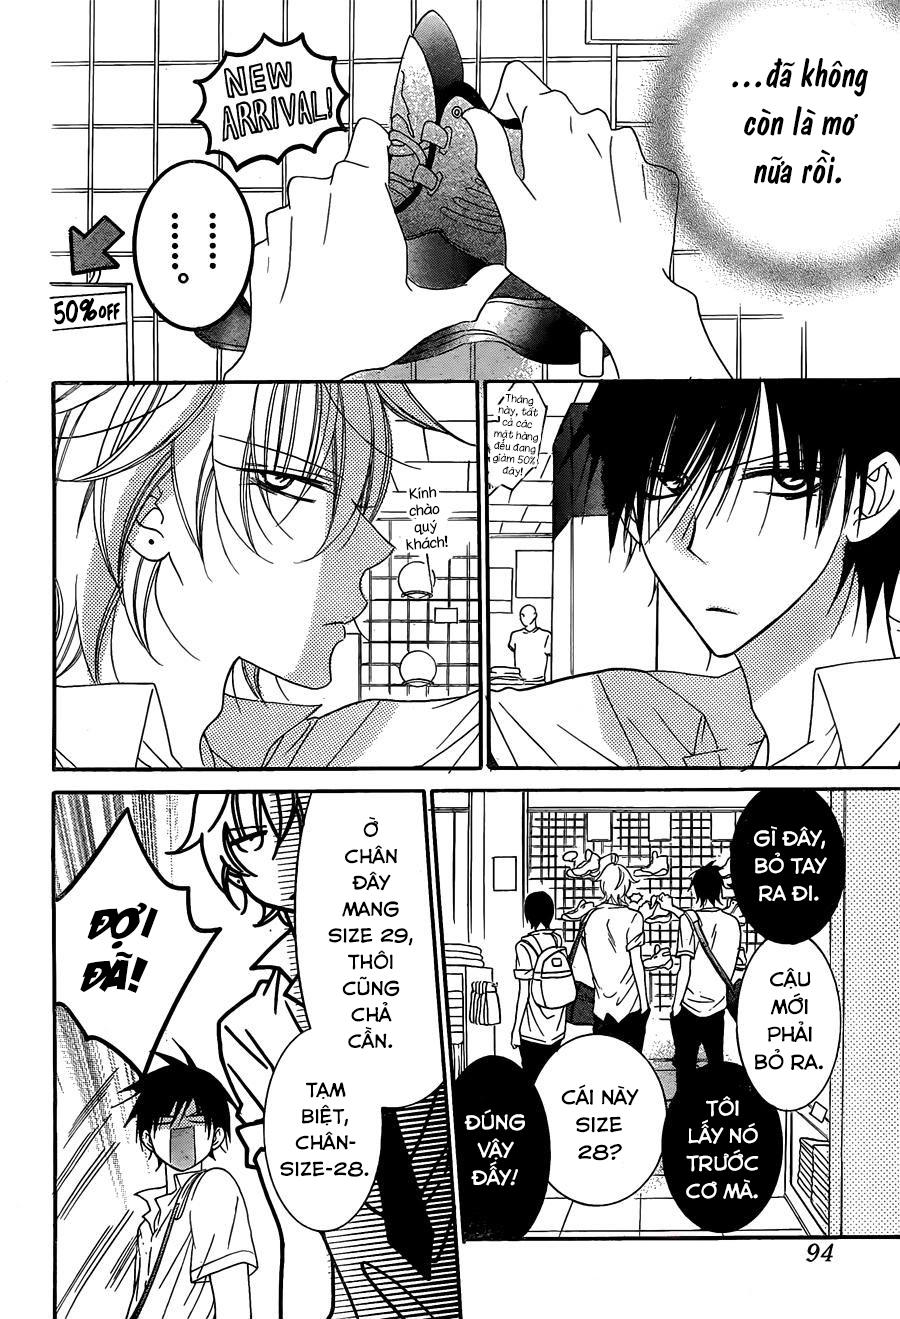 ...đã không
còn là mơ
nữa rồi.
NEW
ARRIVAL!
50% OFF
Tháng
này, tất
cả các
mặt hàng
đều đang
giảm 50%
đấy!
Kính
chào
quý
khách!
GÌ ĐÂY,
BỎ TAY
RA ĐI.
CẬU
MỚI
PHẢI
BỎ RA.
TÔI
LẤY NÓ
TRƯỚC
CƠ MÀ.
CÁI NÀY
SIZE
28?
ĐÚNG
VẬY
ĐẤY!
Ờ
CHÂN
ĐÂY
MANG
SIZE 29,
THÔI
CŨNG
CHẢ
CẦN.
TẠM
BIỆT,
CHÂN-
SIZE-28.
ĐỢI
ĐÃ!
94